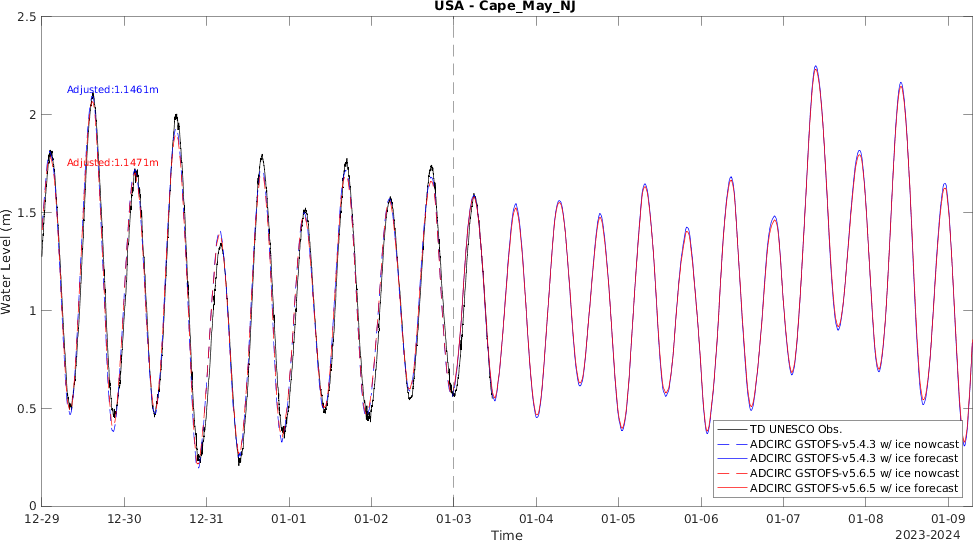 USA - Cape_May_NJ
2.5
2
1.5
1
0.5
0
Water Level (m)
Adjusted:1.1461m
Adjusted:1.1471m
TD UNESCO Obs.
ADCIRC GSTOFS-v5.4.3 w/ ice nowcast
ADCIRC GSTOFS-v5.4.3 w/ ice forecast
ADCIRC GSTOFS-v5.6.5 w/ ice nowcast
ADCIRC GSTOFS-v5.6.5 w/ ice forecast
12-29 12-30 12-31 01-01 01-02 01-03 01-04 01-05 01-06 01-07 01-08 01-09
Time
2023-2024